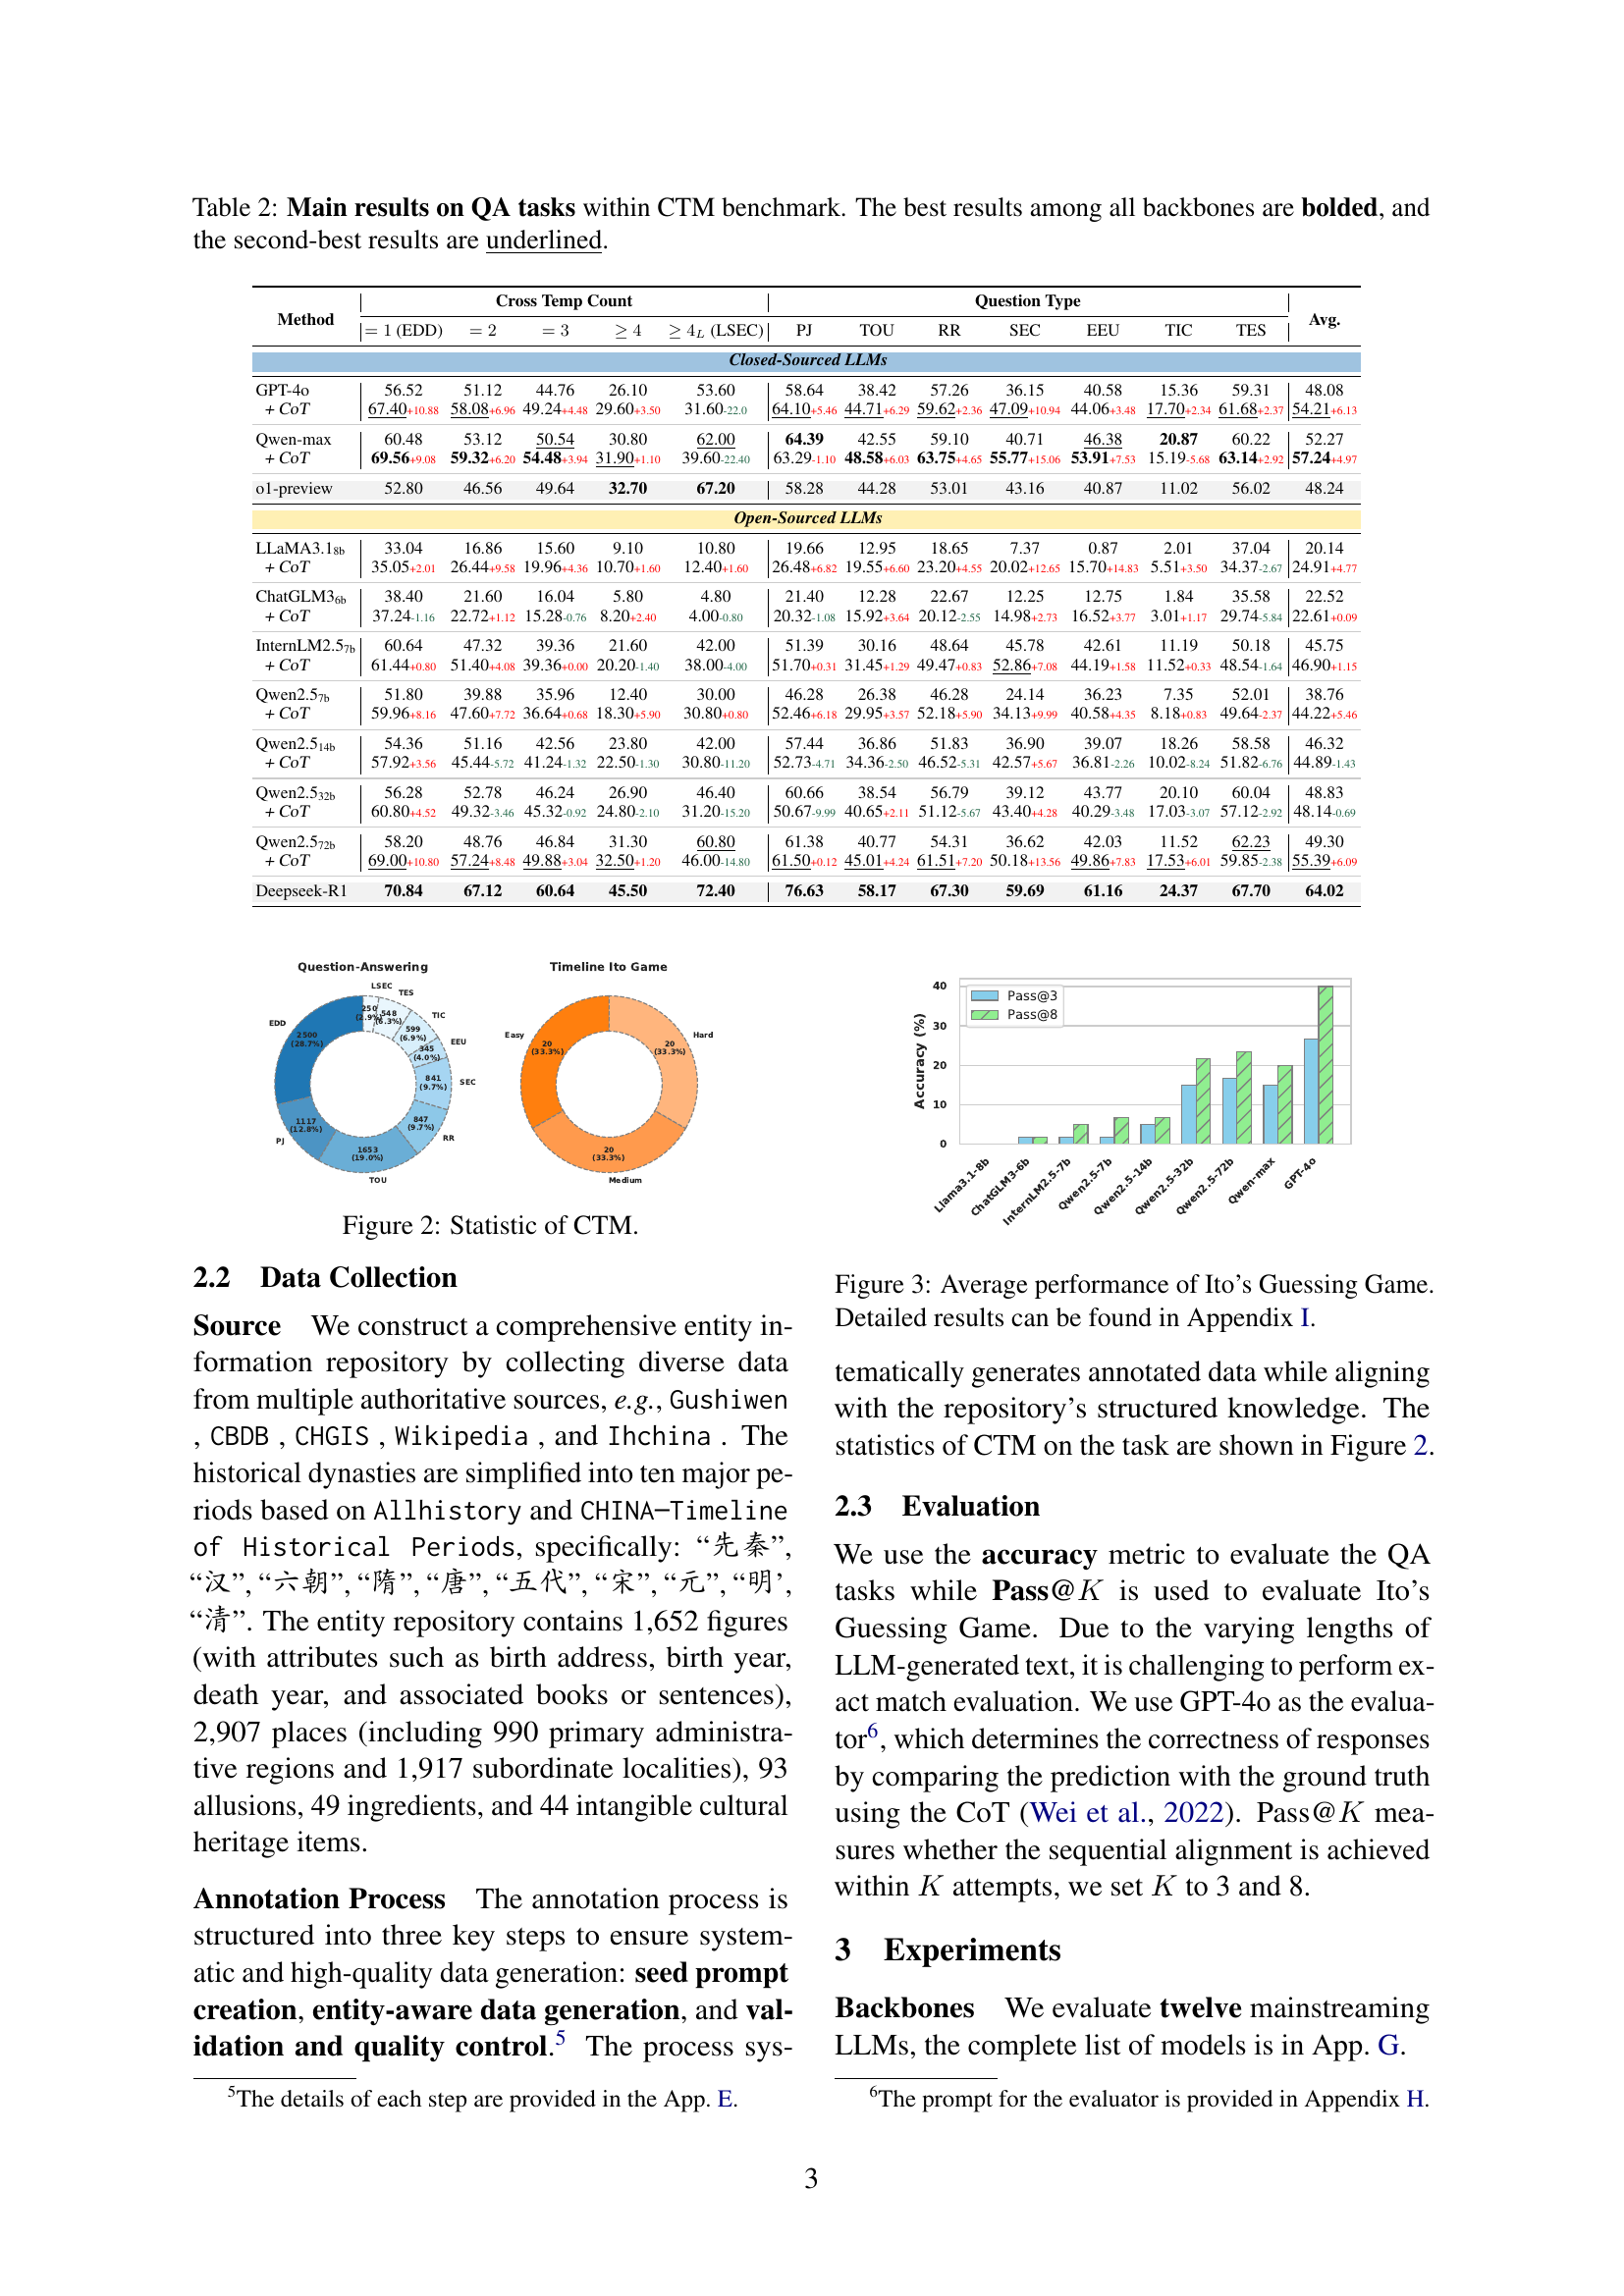 Table 2: Main results on QA tasks within CTM benchmark. The best results among all backbones are bolded, and
the second-best results are underlined.
Method Cross Temp Count Question Type Avg.
= 1 (EDD) = 2 = 3 ≥ 4 ≥ 4L (LSEC) PJ TOU RR SEC EEU TIC TES
Closed-Sourced LLMs
GPT-4o 56.52 51.12 44.76 26.10 53.60 58.64 38.42 57.26 36.15 40.58 15.36 59.31 48.08
+ CoT 67.40+10.88 58.08+6.96 49.24+4.48 29.60+3.50 31.60-22.0 64.10+5.46 44.71+6.29 59.62+2.36 47.09+10.94 44.06+3.48 17.70+2.34 61.68+2.37 54.21+6.13
Qwen-max 60.48 53.12 50.54 30.80 62.00 64.39 42.55 59.10 40.71 46.38 20.87 60.22 52.27
+ CoT 69.56+9.08 59.32+6.20 54.48+3.94 31.90+1.10 39.60-22.40 63.29-1.10 48.58+6.03 63.75+4.65 55.77+15.06 53.91+7.53 15.19-5.68 63.14+2.92 57.24+4.97
o1-preview 52.80 46.56 49.64 32.70 67.20 58.28 44.28 53.01 43.16 40.87 11.02 56.02 48.24
Open-Sourced LLMs
LLaMA3.18b 33.04 16.86 15.60 9.10 10.80 19.66 12.95 18.65 7.37 0.87 2.01 37.04 20.14
+ CoT 35.05+2.01 26.44+9.58 19.96+4.36 10.70+1.60 12.40+1.60 26.48+6.82 19.55+6.60 23.20+4.55 20.02+12.65 15.70+14.83 5.51+3.50 34.37-2.67 24.91+4.77
ChatGLM36b 38.40 21.60 16.04 5.80 4.80 21.40 12.28 22.67 12.25 12.75 1.84 35.58 22.52
+ CoT 37.24-1.16 22.72+1.12 15.28-0.76 8.20+2.40 4.00-0.80 20.32-1.08 15.92+3.64 20.12-2.55 14.98+2.73 16.52+3.77 3.01+1.17 29.74-5.84 22.61+0.09
InternLM2.57b 60.64 47.32 39.36 21.60 42.00 51.39 30.16 48.64 45.78 42.61 11.19 50.18 45.75
+ CoT 61.44+0.80 51.40+4.08 39.36+0.00 20.20-1.40 38.00-4.00 51.70+0.31 31.45+1.29 49.47+0.83 52.86+7.08 44.19+1.58 11.52+0.33 48.54-1.64 46.90+1.15
Qwen2.57b 51.80 39.88 35.96 12.40 30.00 46.28 26.38 46.28 24.14 36.23 7.35 52.01 38.76
+ CoT 59.96+8.16 47.60+7.72 36.64+0.68 18.30+5.90 30.80+0.80 52.46+6.18 29.95+3.57 52.18+5.90 34.13+9.99 40.58+4.35 8.18+0.83 49.64-2.37 44.22+5.46
Qwen2.514b 54.36 51.16 42.56 23.80 42.00 57.44 36.86 51.83 36.90 39.07 18.26 58.58 46.32
+ CoT 57.92+3.56 45.44-5.72 41.24-1.32 22.50-1.30 30.80-11.20 52.73-4.71 34.36-2.50 46.52-5.31 42.57+5.67 36.81-2.26 10.02-8.24 51.82-6.76 44.89-1.43
Qwen2.532b 56.28 52.78 46.24 26.90 46.40 60.66 38.54 56.79 39.12 43.77 20.10 60.04 48.83
+ CoT 60.80+4.52 49.32-3.46 45.32-0.92 24.80-2.10 31.20-15.20 50.67-9.99 40.65+2.11 51.12-5.67 43.40+4.28 40.29-3.48 17.03-3.07 57.12-2.92 48.14-0.69
Qwen2.572b 58.20 48.76 46.84 31.30 60.80 61.38 40.77 54.31 36.62 42.03 11.52 62.23 49.30
+ CoT 69.00+10.80 57.24+8.48 49.88+3.04 32.50+1.20 46.00-14.80 61.50+0.12 45.01+4.24 61.51+7.20 50.18+13.56 49.86+7.83 17.53+6.01 59.85-2.38 55.39+6.09
Deepseek-R1 70.84 67.12 60.64 45.50 72.40 76.63 58.17 67.30 59.69 61.16 24.37 67.70 64.02
Question-Answering
LSEC
250 (2.9%)
TES
548 (6.3%)
TIC
599 (6.9%)
EEU
345 (4.0%)
SEC
841 (9.7%)
RR
847 (9.7%)
TOU
1653 (19.0%)
PJ
1117 (12.8%)
EDD
2500 (28.7%)
Timeline Ito Game
Easy
20 (33.3%)
Hard
20 (33.3%)
Medium
20 (33.3%)
Figure 2: Statistic of CTM.
2.2 Data Collection
Source We construct a comprehensive entity in-
formation repository by collecting diverse data
from multiple authoritative sources, e.g., Gushiwen
, CBDB , CHGIS , Wikipedia , and Ihchina . The
historical dynasties are simplified into ten major pe-
riods based on Allhistory and CHINA—Timeline
of Historical Periods, specifically: “先秦”,
“汉”, “六朝”, “隋”, “唐”, “五代”, “宋”, “元”, “明’,
“清”. The entity repository contains 1,652 figures
(with attributes such as birth address, birth year,
death year, and associated books or sentences),
2,907 places (including 990 primary administra-
tive regions and 1,917 subordinate localities), 93
allusions, 49 ingredients, and 44 intangible cultural
heritage items.
Annotation Process The annotation process is
structured into three key steps to ensure system-
atic and high-quality data generation: seed prompt
creation, entity-aware data generation, and val-
idation and quality control.5 The process sys-
5The details of each step are provided in the App. E.
Accuracy (%)
40
30
20
10
0
Pass@3
Pass@8
Llama3.1-8b
ChatGLM3-6b
InternLM2.5-7b
Qwen2.5-7b
Qwen2.5-14b
Qwen2.5-32b
Qwen2.5-72b
Qwen-max
GPT-4o
Figure 3: Average performance of Ito’s Guessing Game.
Detailed results can be found in Appendix I.
tematically generates annotated data while aligning
with the repository’s structured knowledge. The
statistics of CTM on the task are shown in Figure 2.
2.3 Evaluation
We use the accuracy metric to evaluate the QA
tasks while Pass@K is used to evaluate Ito’s
Guessing Game. Due to the varying lengths of
LLM-generated text, it is challenging to perform ex-
act match evaluation. We use GPT-4o as the evalua-
tor6, which determines the correctness of responses
by comparing the prediction with the ground truth
using the CoT (Wei et al., 2022). Pass@K mea-
sures whether the sequential alignment is achieved
within K attempts, we set K to 3 and 8.
3 Experiments
Backbones We evaluate twelve mainstreaming
LLMs, the complete list of models is in App. G.
6The prompt for the evaluator is provided in Appendix H.
3